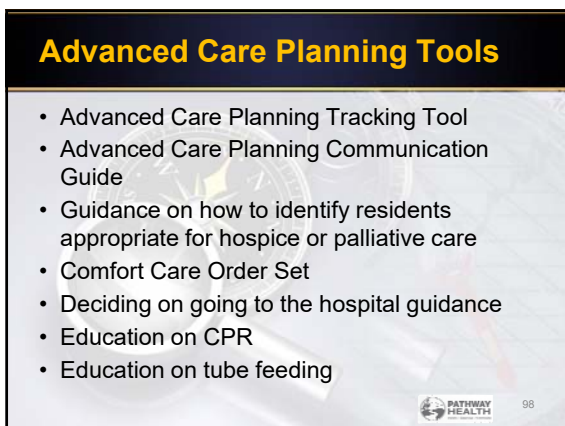 Advanced Care Planning Tools
• Advanced Care Planning Tracking Tool
• Advanced Care Planning Communication
Guide
• Guidance on how to identify residents
appropriate for hospice or palliative care
• Comfort Care Order Set
• Deciding on going to the hospital guidance
• Education on CPR
• Education on tube feeding
PATHWAY
HEALTH
98